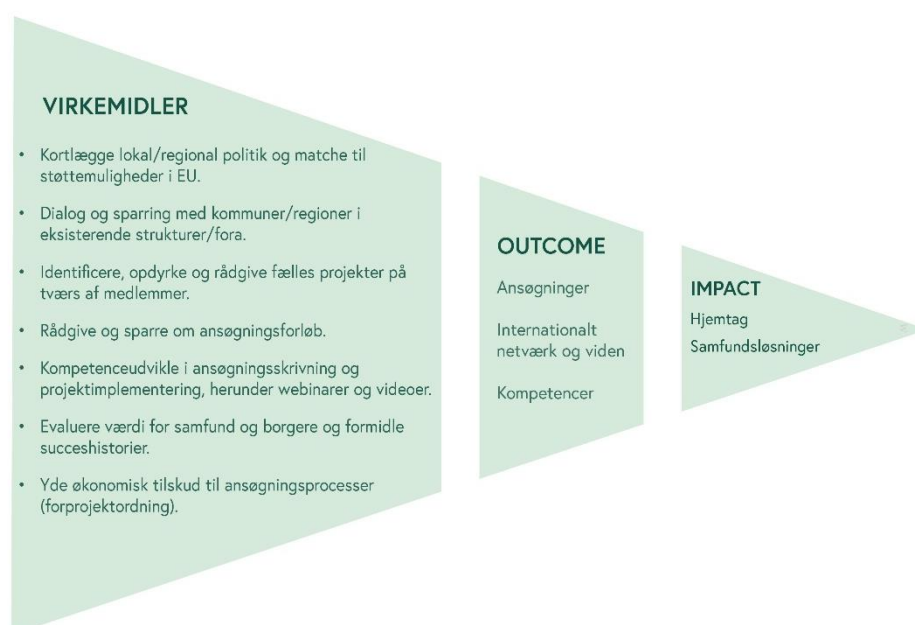 VIRKEMIDLER
• Kortlægge lokal/regional politik og matche til
støttemuligheder i EU.
• Dialog og sparring med kommuner/regioner i
eksisterende strukturer/fora.
• Identificere, opdyrke og rådgive fælles projekter på
tværs af medlemmer.
• Rådgive og sparre om ansøgningsforløb.
• Kompetenceudvikle i ansøgningsskrivning og
projektimplementering, herunder webinarer og videoer.
• Evaluere værdi for samfund og borgere og formidle
succeshistorier.
• Yde økonomisk tilskud til ansøgningsprocesser
(forprojektordning).
OUTCOME
Ansøgninger
Internationalt
netværk og viden
Kompetencer
IMPACT
Hjemtag
Samfundsløsninger